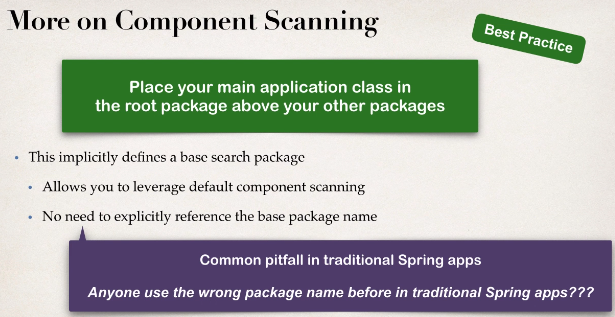 More on Component Scanning
Best Practice
Place your main application class in
the root package above your other packages
• This implicitly defines a base search package
• Allows you to leverage default component scanning
• No need to explicitly reference the base package name
Common pitfall in traditional Spring apps
Anyone use the wrong package name before in traditional Spring apps???